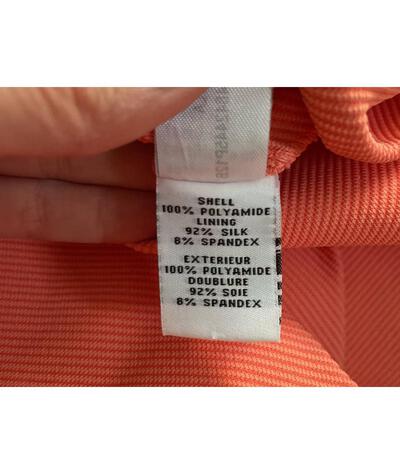 SHELL
100% POLYAMIDE
LINING
92% SILK
8% SPANDEX
EXTERIEUR
100% POLYAMIDE
DOUBLURE
92% SOIE
8% SPANDEX